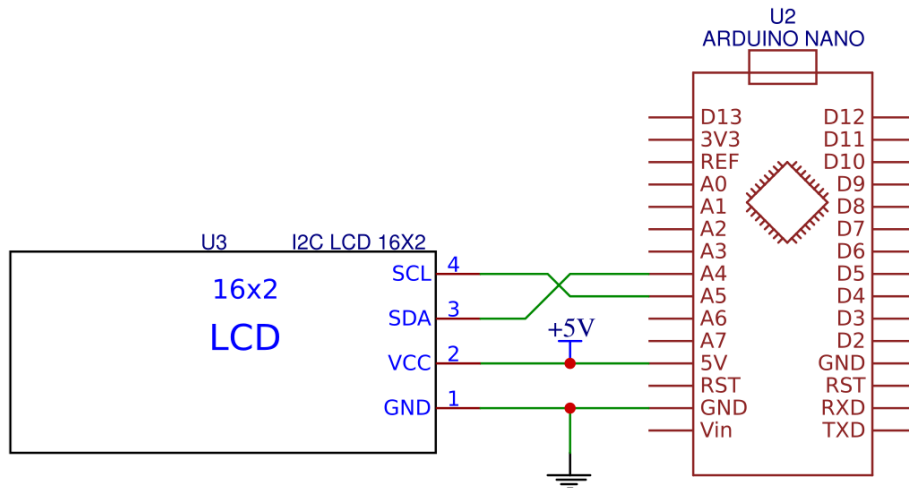 U2
ARDUINO NANO
D13 D12
3V3 D11
REF D10
A0 D9
A1 D8
A2 D7
U3 I2C LCD 16X2 A3 D6
16x2 SCL 4 A4 D5
LCD A5 D4
SDA 3 A6 D3
+5V A7 D2
VCC 2 5V GND
RST RST
GND 1 GND RXD
Vin TXD